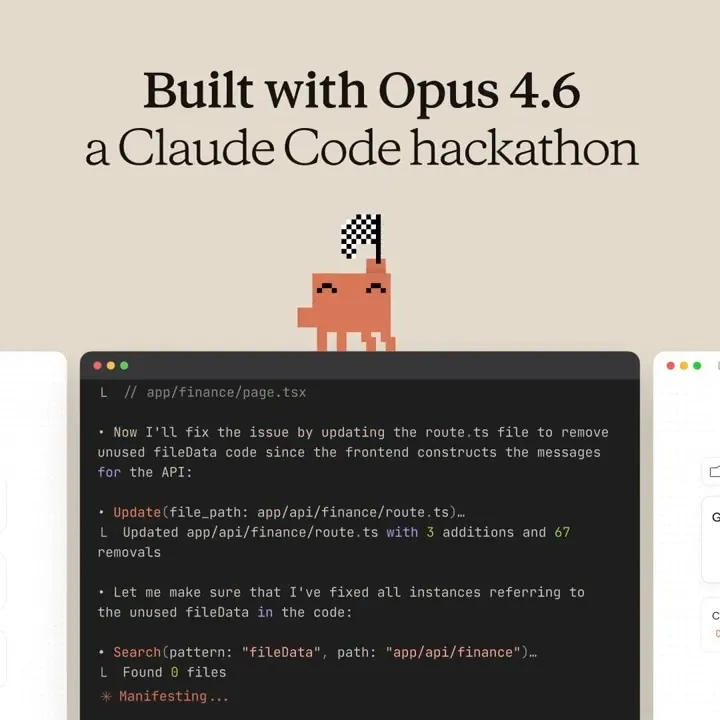 Built with Opus 4.6
a Claude Code hackathon
L // app/finance/page.tsx
• Now I'll fix the issue by updating the route.ts file to remove
unused fileData code since the frontend constructs the messages
for the API:
• Update(file_path: app/api/finance/route.ts)…
L Updated app/api/finance/route.ts with 3 additions and 67
removals
• Let me make sure that I've fixed all instances referring to
the unused fileData in the code:
• Search(pattern: "fileData", path: "app/api/finance")…
L Found 0 files
✳ Manifesting...